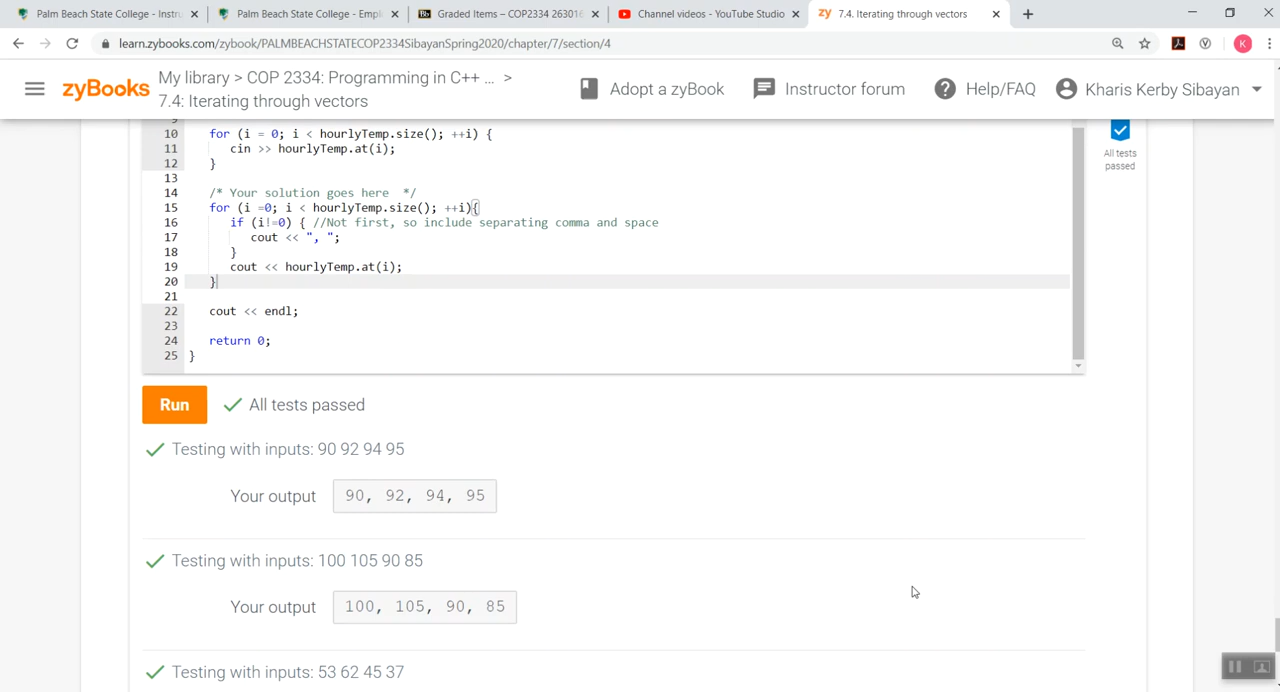 Palm Beach State College - Instru
Palm Beach State College - Empl
Graded Items – COP2334 263016
Channel videos - YouTube Studio
zy 7.4. Iterating through vectors
learn.zybooks.com/zybook/PALMBEACHSTATECOP2334SibayanSpring2020/chapter/7/section/4
K
zyBooks
My library > COP 2334: Programming in C++ ... >
7.4: Iterating through vectors
Adopt a zyBook
Instructor forum
Help/FAQ
Kharis Kerby Sibayan
9
10 for (i = 0; i < hourlyTemp.size(); ++i) {
11 cin >> hourlyTemp.at(i);
12 }
13
14 /* Your solution goes here */
15 for (i =0; i < hourlyTemp.size(); ++i){
16 if (i!=0) { //Not first, so include separating comma and space
17 cout << ", ";
18 }
19 cout << hourlyTemp.at(i);
20 }
21
22 cout << endl;
23
24 return 0;
25 }
All tests
passed
Run
All tests passed
Testing with inputs: 90 92 94 95
Your output 90, 92, 94, 95
Testing with inputs: 100 105 90 85
Your output 100, 105, 90, 85
Testing with inputs: 53 62 45 37